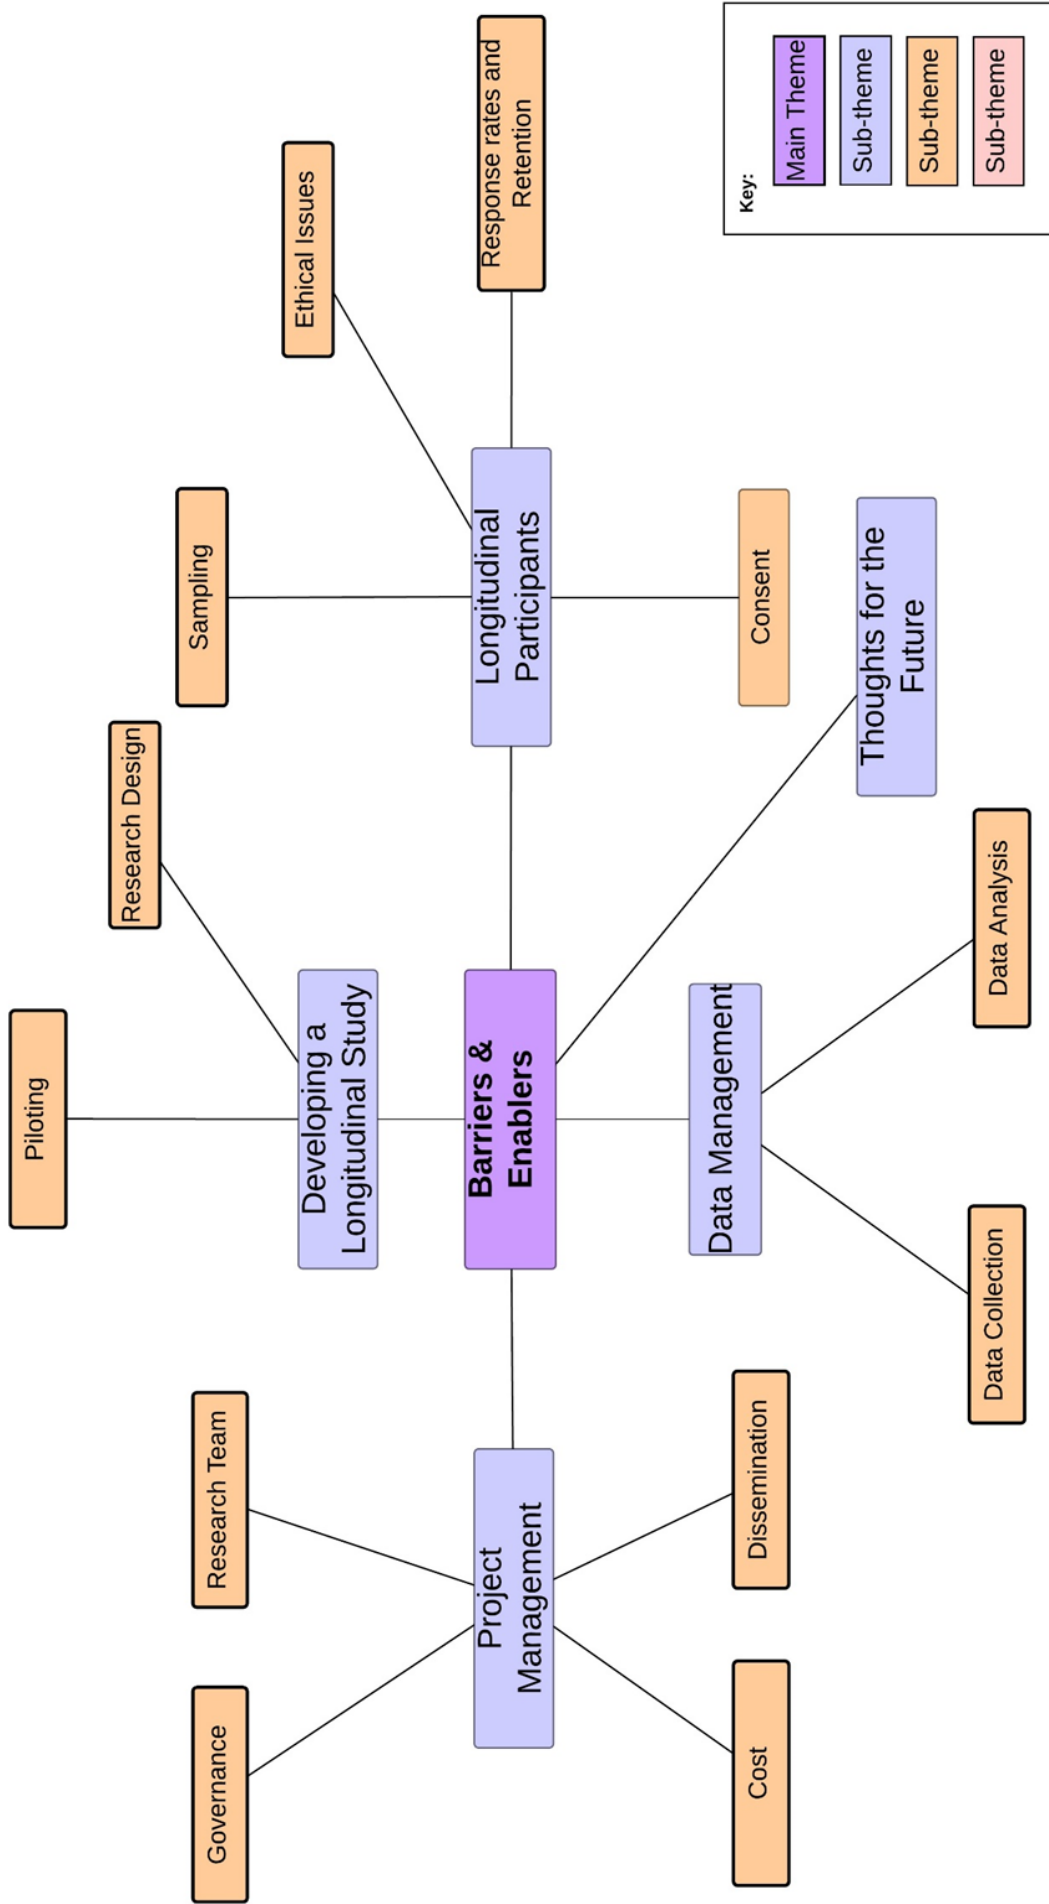 Piloting
Research Design
Sampling
Ethical Issues
Governance
Research Team
Developing a
Longitudinal Study
Project
Management
Barriers &
Enablers
Longitudinal
Participants
Response rates and
Retention
Data Management
Cost
Dissemination
Consent
Thoughts for the
Future
Data Collection
Data Analysis
Key:
Main Theme
Sub-theme
Sub-theme
Sub-theme